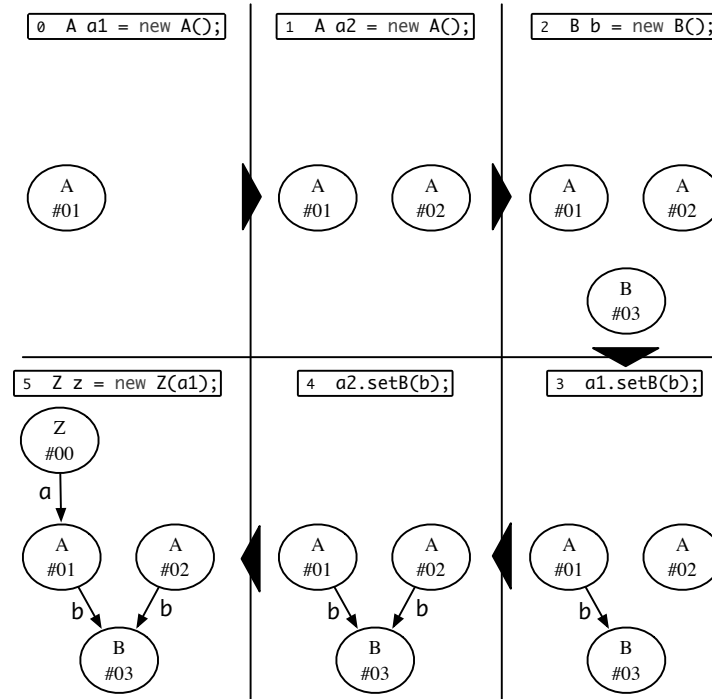 0 A a1 = new A();
A
#01
1 A a2 = new A();
A
#01
A
#02
2 B b = new B();
A
#01
A
#02
B
#03
3 a1.setB(b);
A
#01
A
#02
b
B
#03
4 a2.setB(b);
A
#01
A
#02
b
b
B
#03
5 Z z = new Z(a1);
Z
#00
a
A
#01
A
#02
b
b
B
#03